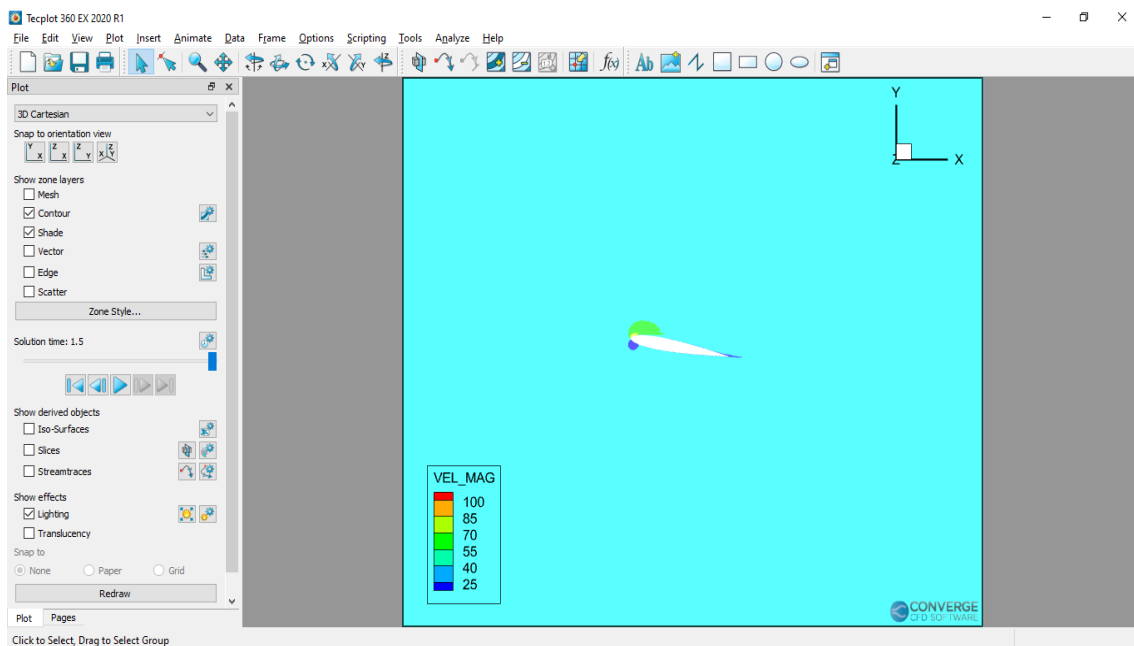 Tecplot 360 EX 2020 R1
File Edit View Plot Insert Animate Data Frame Options Scripting Tools Analyze Help
Plot
3D Cartesian
Snap to orientation view
Show zone layers
Mesh
Contour
Shade
Vector
Edge
Scatter
Zone Style...
Solution time: 1.5
Show derived objects
Iso-Surfaces
Slices
Streamtraces
Show effects
Lighting
Translucency
Snap to
None Paper Grid
Redraw
Plot Pages
Click to Select, Drag to Select Group
Y
Z X
VEL_MAG
100
85
70
55
40
25
CONVERGE
CFD SOFTWARE